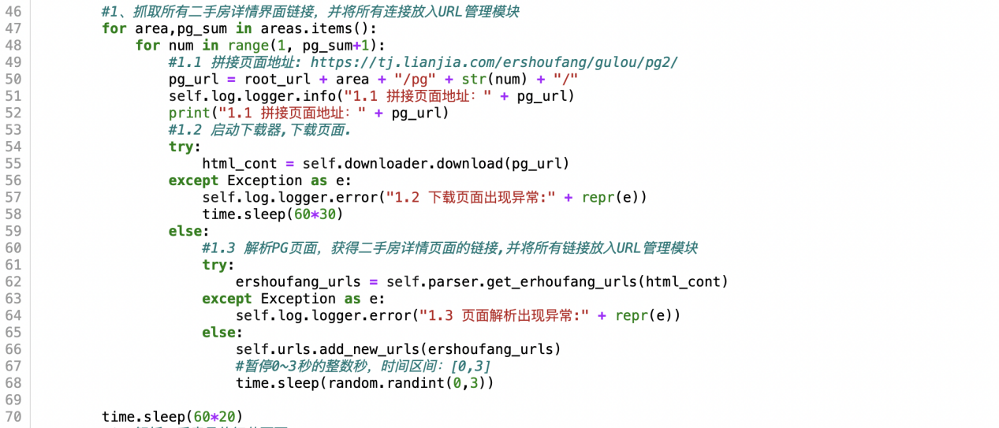 46 #1、抓取所有二手房详情界面链接，并将所有连接放入URL管理模块
47 for area,pg_sum in areas.items():
48 for num in range(1, pg_sum+1):
49 #1.1 拼接页面地址: https://tj.lianjia.com/ershoufang/gulou/pg2/
50 pg_url = root_url + area + "/pg" + str(num) + "/"
51 self.log.logger.info("1.1 拼接页面地址：" + pg_url)
52 print("1.1 拼接页面地址：" + pg_url)
53 #1.2 启动下载器,下载页面.
54 try:
55 html_cont = self.downloader.download(pg_url)
56 except Exception as e:
57 self.log.logger.error("1.2 下载页面出现异常:" + repr(e))
58 time.sleep(60*30)
59 else:
60 #1.3 解析PG页面，获得二手房详情页面的链接,并将所有链接放入URL管理模块
61 try:
62 ershoufang_urls = self.parser.get_erhoufang_urls(html_cont)
63 except Exception as e:
64 self.log.logger.error("1.3 页面解析出现异常:" + repr(e))
65 else:
66 self.urls.add_new_urls(ershoufang_urls)
67 #暂停0~3秒的整数秒，时间区间：[0,3]
68 time.sleep(random.randint(0,3))
69
70 time.sleep(60*20)